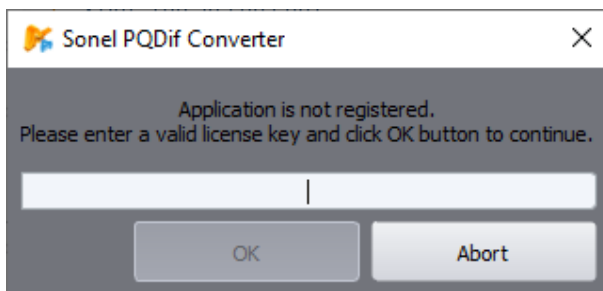 Sonel PQDif Converter
Application is not registered.
Please enter a valid license key and click OK button to continue.
OK
Abort